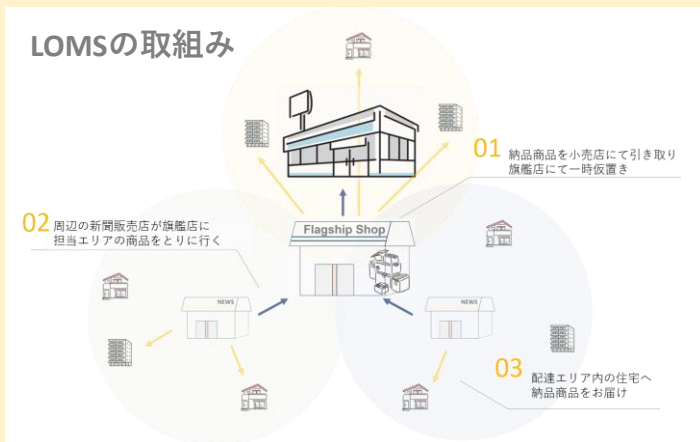 LOMSの取組み
01 納品商品を小売店にて引き取り
旗艦店にて一時仮置き
02 周辺の新聞販売店が旗艦店に
担当エリアの商品をとりに行く
Flagship Shop
NEWS
NEWS
03 配達エリア内の住宅へ
納品商品をお届け